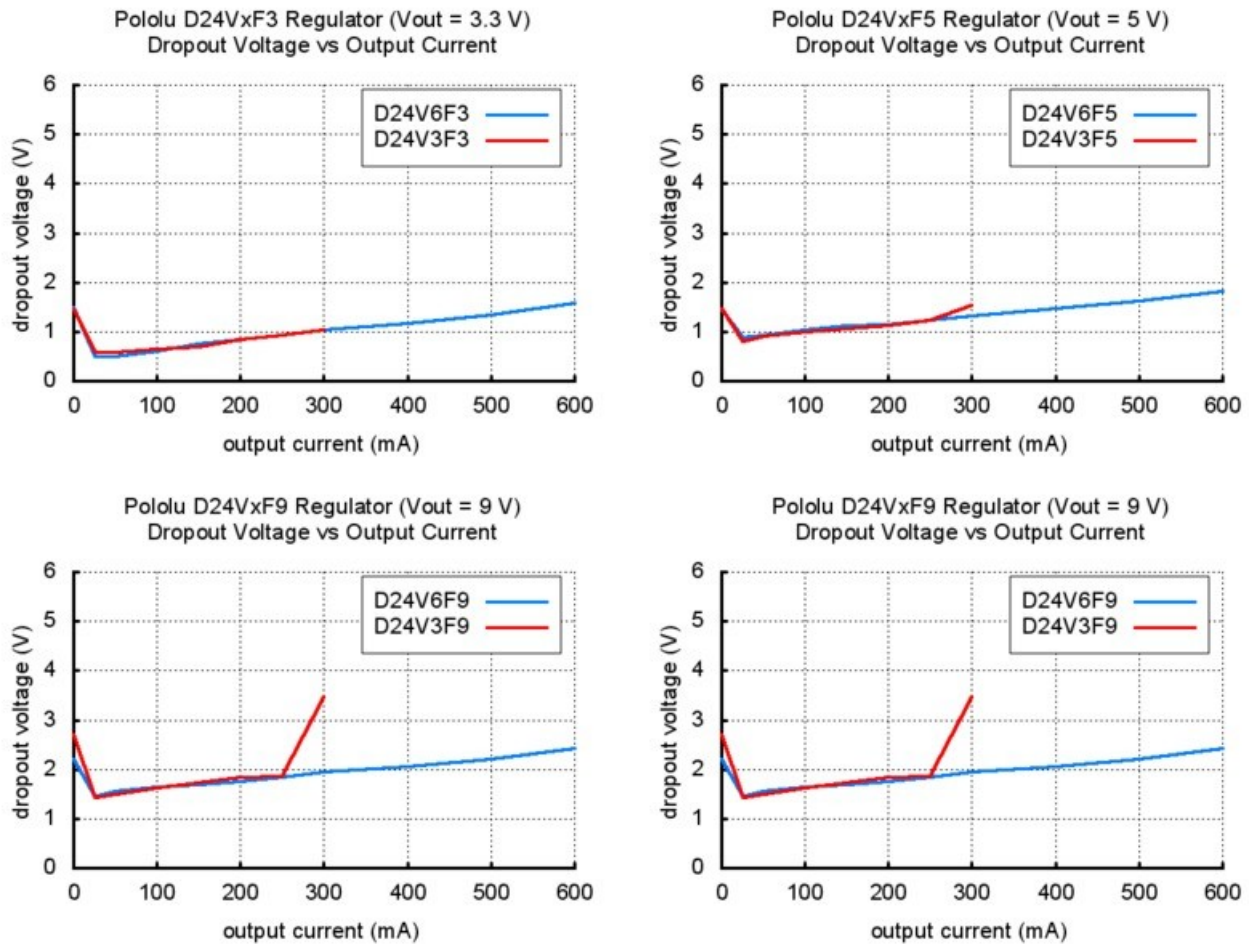 Pololu D24VxF3 Regulator (Vout = 3.3 V)
Dropout Voltage vs Output Current
6
5
4
3
2
1
0
dropout voltage (V)
D24V6F3
D24V3F3
0 100 200 300 400 500 600
output current (mA)
Pololu D24VxF5 Regulator (Vout = 5 V)
Dropout Voltage vs Output Current
6
5
4
3
2
1
0
dropout voltage (V)
D24V6F5
D24V3F5
0 100 200 300 400 500 600
output current (mA)
Pololu D24VxF9 Regulator (Vout = 9 V)
Dropout Voltage vs Output Current
6
5
4
3
2
1
0
dropout voltage (V)
D24V6F9
D24V3F9
0 100 200 300 400 500 600
output current (mA)
Pololu D24VxF9 Regulator (Vout = 9 V)
Dropout Voltage vs Output Current
6
5
4
3
2
1
0
dropout voltage (V)
D24V6F9
D24V3F9
0 100 200 300 400 500 600
output current (mA)